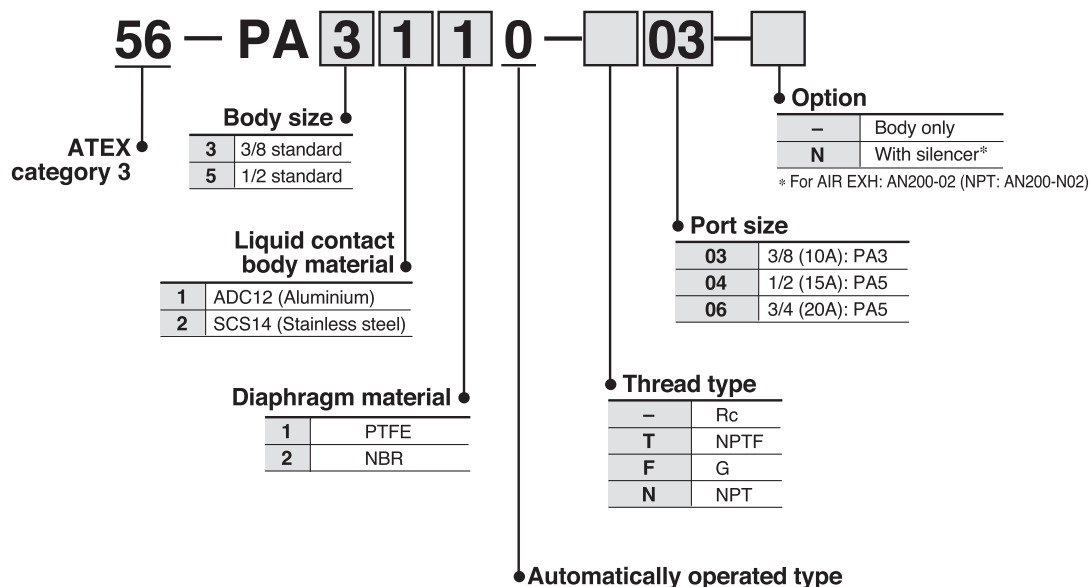 56 — PA 3 1 1 0 — 03 —
ATEX
category 3
Body size
3 3/8 standard
5 1/2 standard
Liquid contact
body material
1 ADC12 (Aluminium)
2 SCS14 (Stainless steel)
Diaphragm material
1 PTFE
2 NBR
Automatically operated type
Thread type
– Rc
T NPTF
F G
N NPT
Port size
03 3/8 (10A): PA3
04 1/2 (15A): PA5
06 3/4 (20A): PA5
Option
– Body only
N With silencer*
* For AIR EXH: AN200-02 (NPT: AN200-N02)